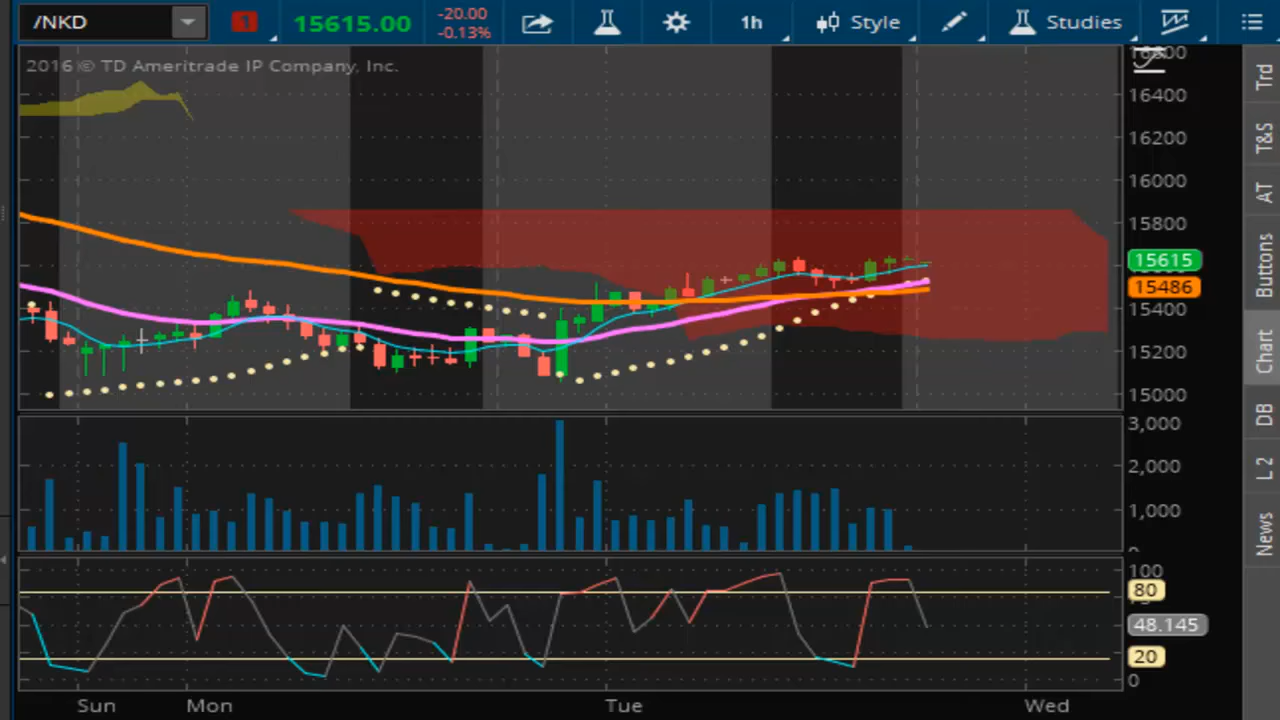 /NKD 1 15615.00 -20.00 1h Style Studies
-0.13%
2016 © TD Ameritrade IP Company, Inc.
16400
16200
16000
15800
15615
15486
15400
15200
15000
3,000
2,000
1,000
100
80
48.145
20
0
Sun Mon Tue Wed
Trd
T&S
AT
Buttons
Chart
DB
L 2
News